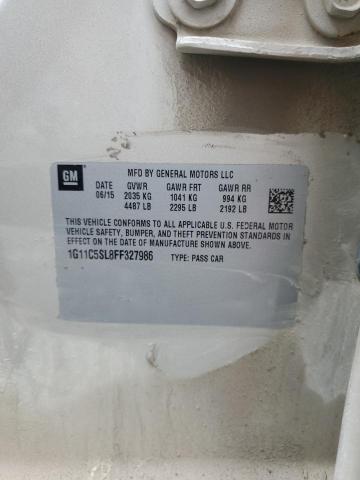 GM
MFD BY GENERAL MOTORS LLC
DATE GVWR GAWR FRT GAWR RR
06/15 2035 KG 1041 KG 994 KG
4487 LB 2295 LB 2192 LB
THIS VEHICLE CONFORMS TO ALL APPLICABLE U.S. FEDERAL MOTOR
VEHICLE SAFETY, BUMPER, AND THEFT PREVENTION STANDARDS IN
EFFECT ON THE DATE OF MANUFACTURE SHOWN ABOVE.
1G11C5SL8FF327986 TYPE: PASS CAR